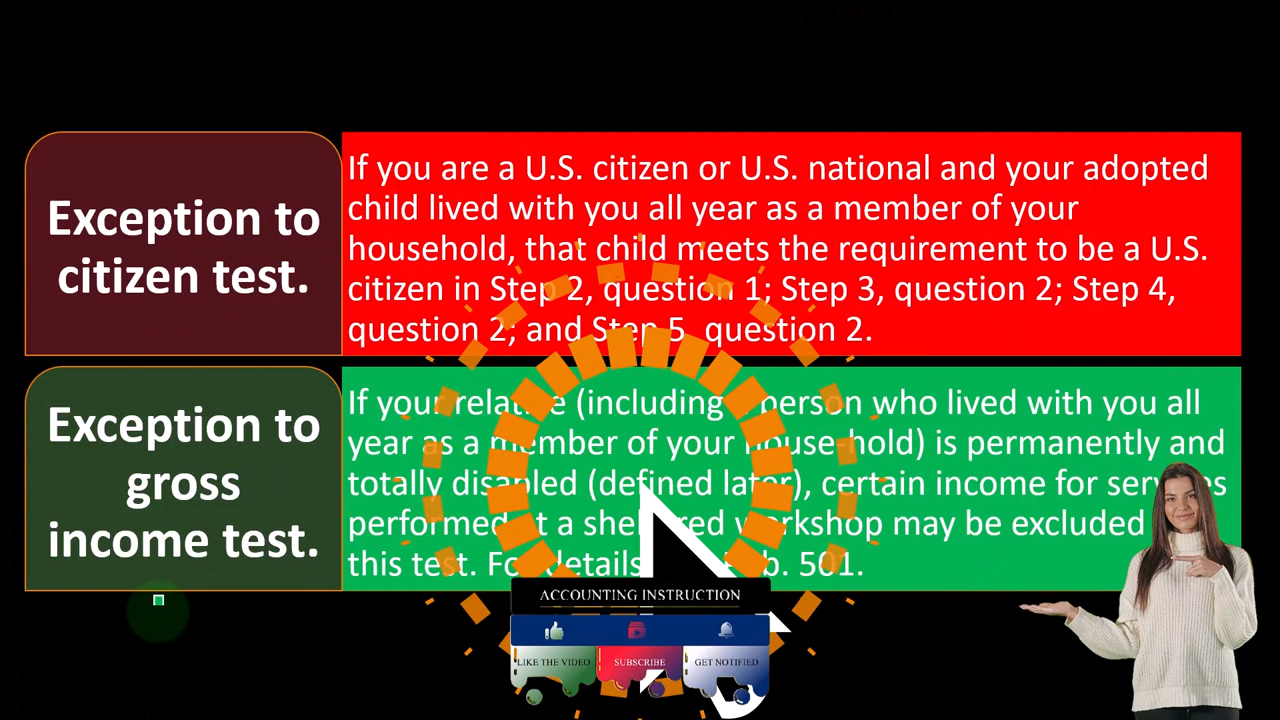 Exception to
citizen test.
If you are a U.S. citizen or U.S. national and your adopted
child lived with you all year as a member of your
household, that child meets the requirement to be a U.S.
citizen in Step 2, question 1; Step 3, question 2; Step 4,
question 2; and Step 5, question 2.
Exception to
gross
income test.
If your relative (including a person who lived with you all
year as a member of your house-hold) is permanently and
totally disabled (defined later), certain income for services
performed at a sheltered workshop may be excluded
this test. For details Pub. 501.
ACCOUNTING INSTRUCTION
LIKE THE VIDEO
SUBSCRIBE
GET NOTIFIED